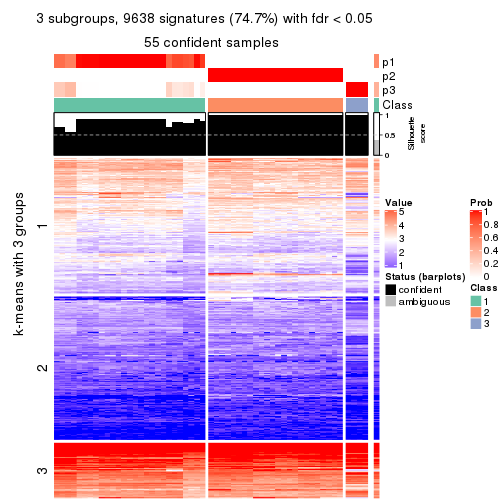 3 subgroups, 9638 signatures (74.7%) with fdr < 0.05
55 confident samples
p1
p2
p3
Class
1
0.5
0
Silhouette
score
k-means with 3 groups
1
2
3
Value
5
4
3
2
1
Status (barplots)
confident
ambiguous
Prob
1
0.8
0.6
0.4
0.2
0
Class
1
2
3